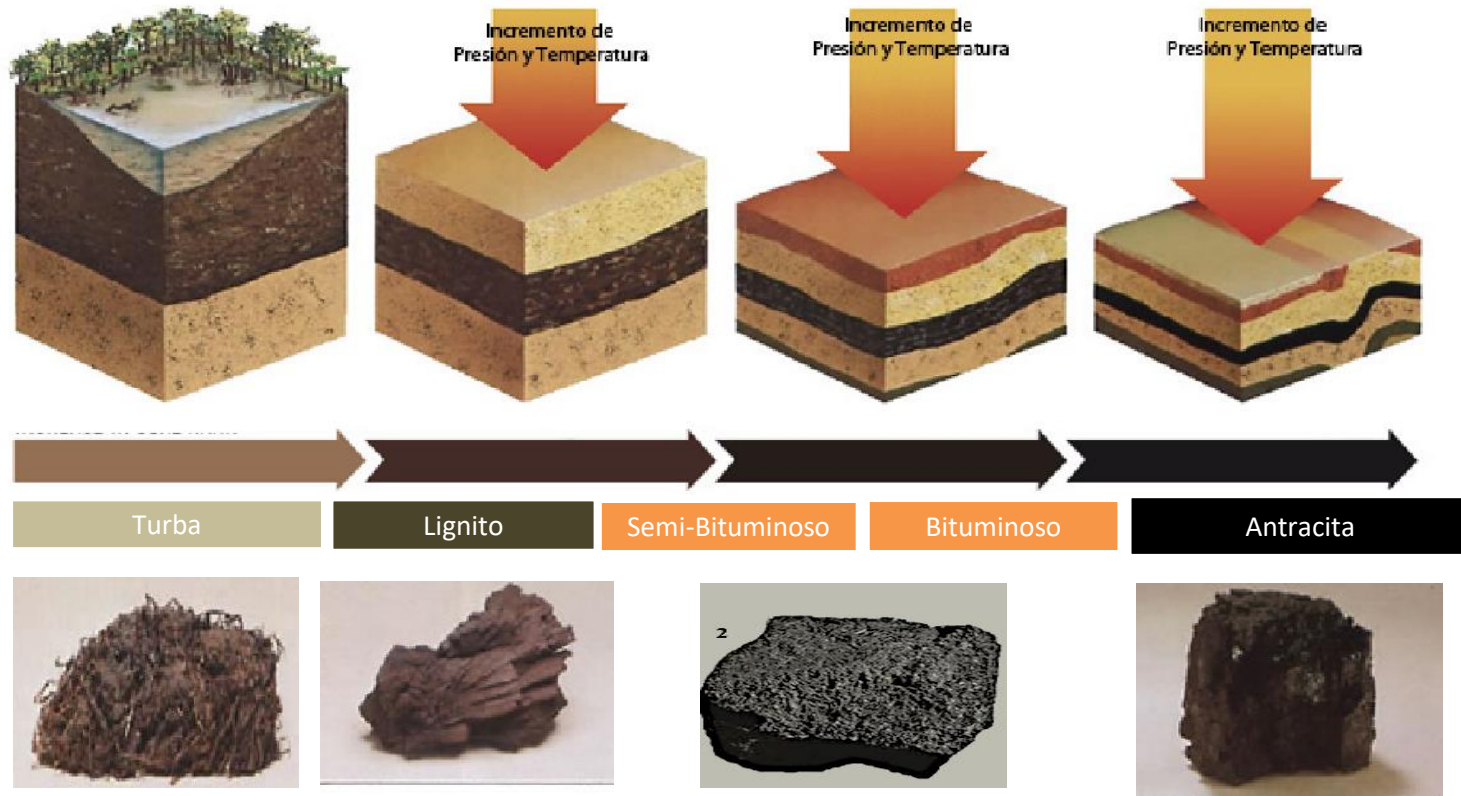 Incremento de
Presión y Temperatura
Incremento de
Presión y Temperatura
Incremento de
Presión y Temperatura
Turba
Lignito
Semi-Bituminoso
Bituminoso
Antracita
2